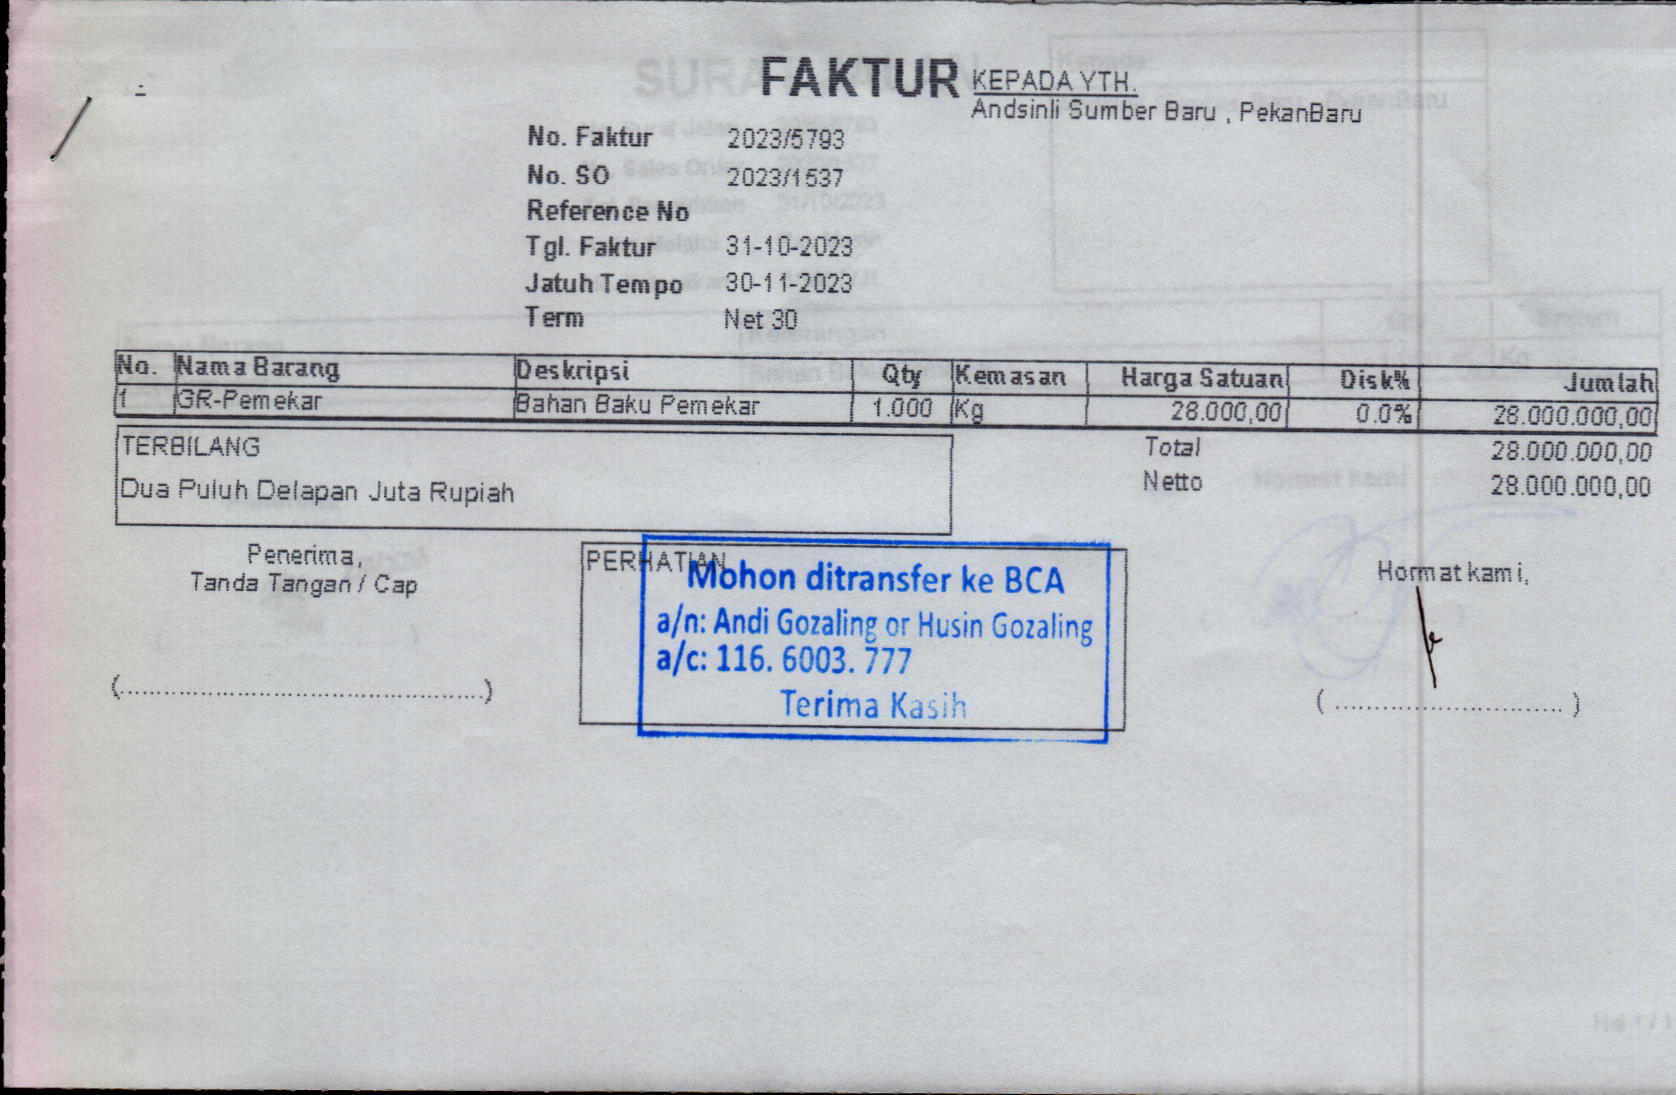 FAKTUR
KEPADA YTH.
Andsinli Sumber Baru , PekanBaru
No. Faktur 2023/5793
No. SO 2023/1537
Reference No
Tgl. Faktur 31-10-2023
Jatuh Tempo 30-11-2023
Term Net 30
No. Nama Barang Deskripsi Qty Kemasan Harga Satuan Disk% Jumlah
1 GR-Pemekar Bahan Baku Pemekar 1.000 Kg 28.000,00 0.0% 28.000.000,00
TERBILANG
Dua Puluh Delapan Juta Rupiah
Total 28.000.000,00
Netto 28.000.000,00
Penerima,
Tanda Tangan / Cap
(..............................................)
PERHATIAN
Mohon ditransfer ke BCA
a/n: Andi Gozaling or Husin Gozaling
a/c: 116. 6003. 777
Terima Kasih
Hormat kami,
( ............................ )